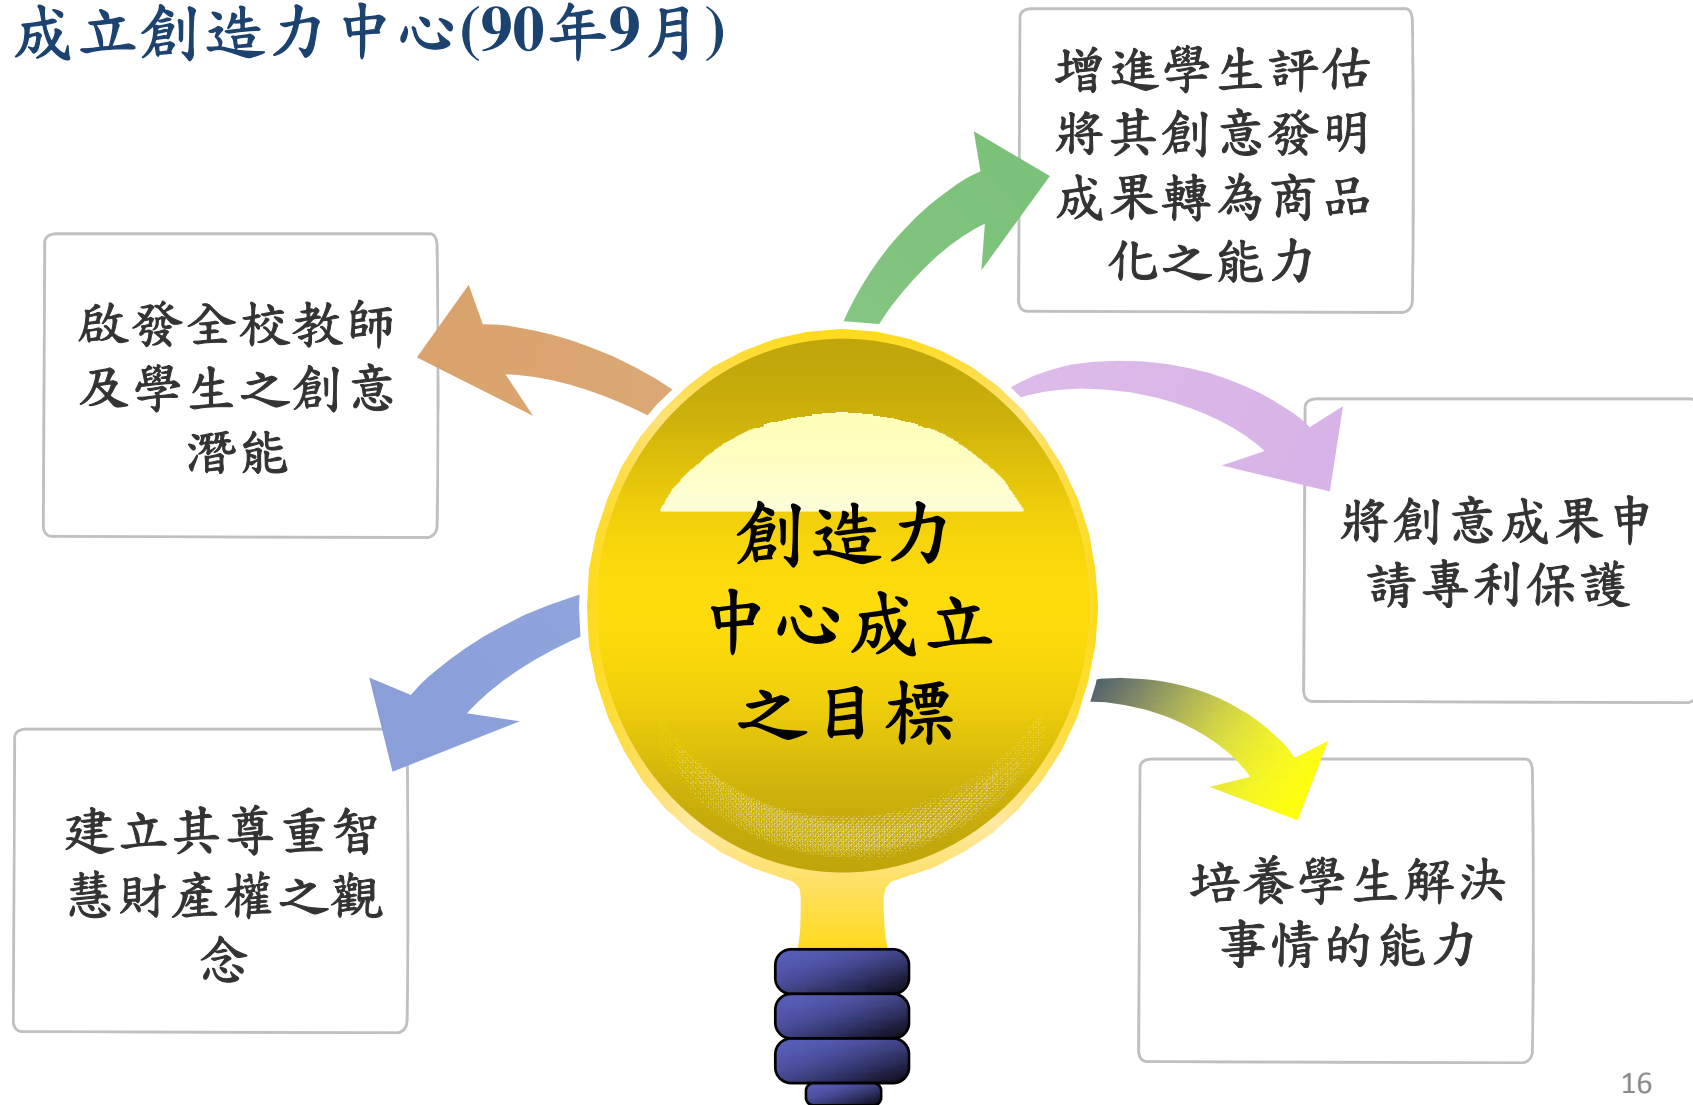 成立創造力中心(90年9月)
增進學生評估
將其創意發明
成果轉為商品
化之能力
啟發全校教師
及學生之創意
潛能
將創意成果申
請專利保護
創造力
中心成立
之目標
建立其尊重智
慧財產權之觀
念
培養學生解決
事情的能力
16